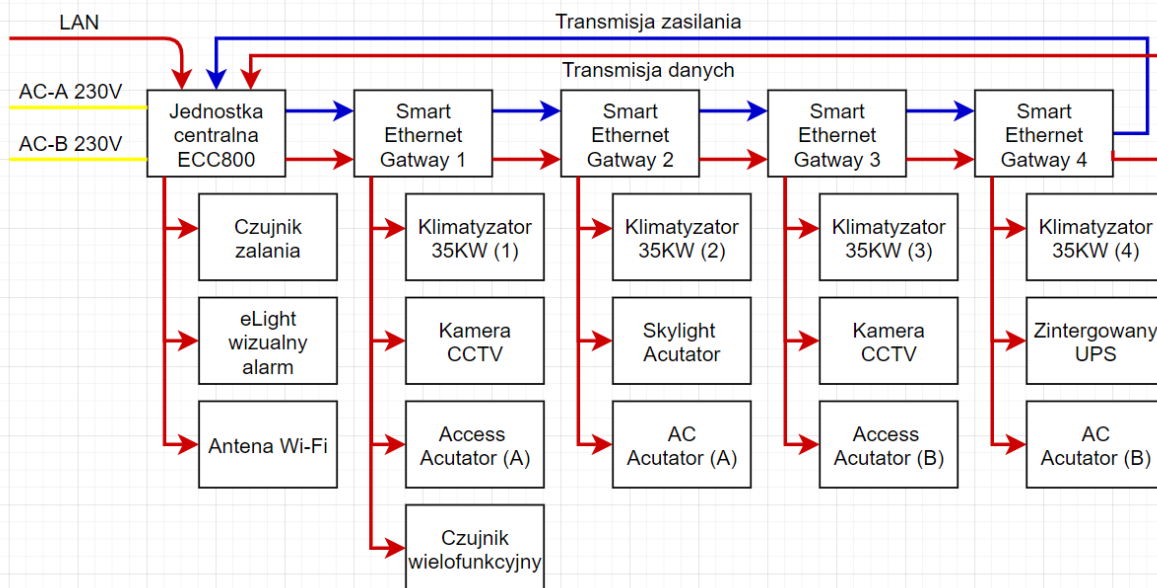 LAN
Transmisja zasilania
Transmisja danych
AC-A 230V
AC-B 230V
Jednostka
centralna
ECC800
Smart
Ethernet
Gatway 1
Smart
Ethernet
Gatway 2
Smart
Ethernet
Gatway 3
Smart
Ethernet
Gatway 4
Czujnik
zalania
Klimatyzator
35KW (1)
Klimatyzator
35KW (2)
Klimatyzator
35KW (3)
Klimatyzator
35KW (4)
eLight
wizualny
alarm
Kamera
CCTV
Skylight
Acutator
Kamera
CCTV
Zintergowany
UPS
Antena Wi-Fi
Access
Acutator (A)
AC
Acutator (A)
Access
Acutator (B)
AC
Acutator (B)
Czujnik
wielofunkcyjny